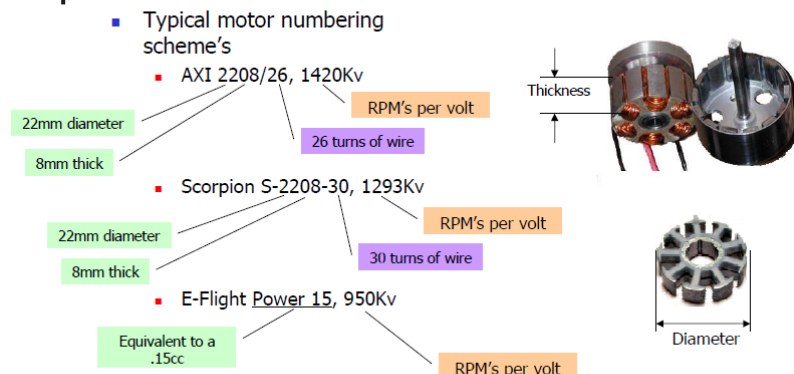 Typical motor numbering
scheme's
AXI 2208/26, 1420Kv
RPM's per volt
22mm diameter
26 turns of wire
8mm thick
Scorpion S-2208-30, 1293Kv
RPM's per volt
22mm diameter
30 turns of wire
8mm thick
E-Flight Power 15, 950Kv
Equivalent to a
.15cc
RPM's per volt
Thickness
Diameter